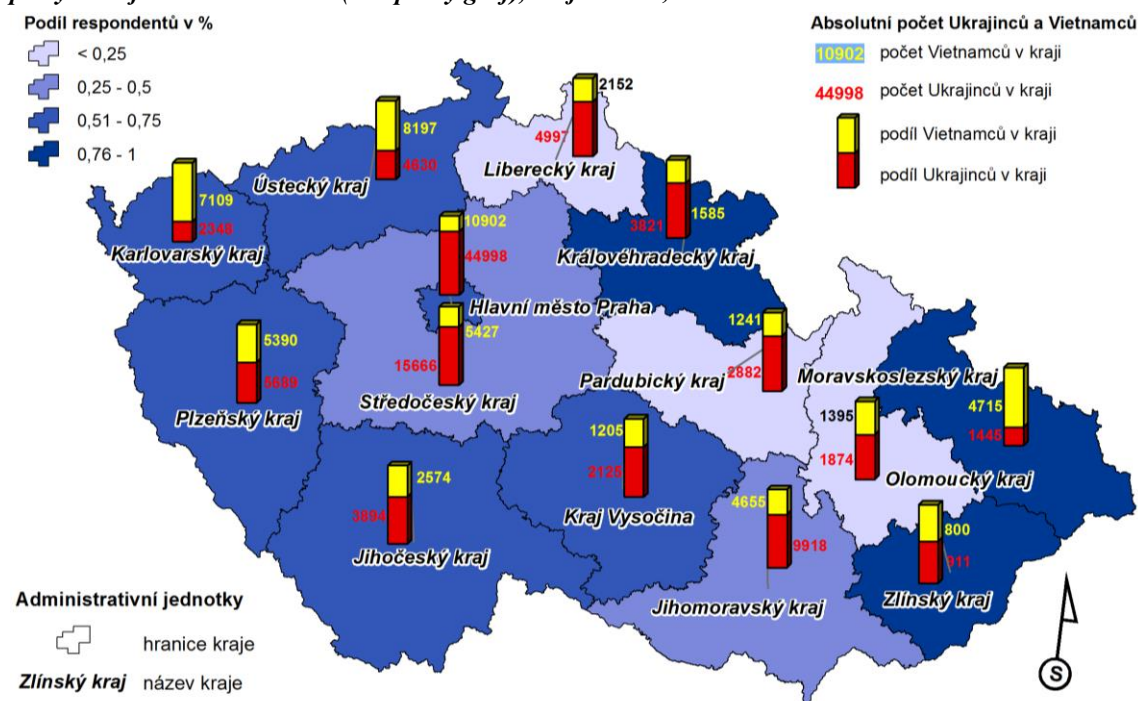 Podíl respondentů v %
< 0,25
0,25 - 0,5
0,51 - 0,75
0,76 - 1
Absolutní počet Ukrajinců a Vietnamců
10902 počet Vietnamců v kraji
44998 počet Ukrajinců v kraji
podíl Vietnamců v kraji
podíl Ukrajinců v kraji
2152
4997
Liberecký kraj
8197
4630
Ústecký kraj
7109
2348
Karlovarský kraj
1585
3821
Královéhradecký kraj
10902
44998
Hlavní město Praha
5427
15666
Středočeský kraj
5390
5689
Plzeňský kraj
1241
2882
Pardubický kraj
Moravskoslezský kraj
4715
1445
1395
1874
Olomoucký kraj
1205
2125
Kraj Vysočina
2574
3894
Jihočeský kraj
4655
9918
Jihomoravský kraj
800
911
Zlínský kraj
Administrativní jednotky
hranice kraje
Zlínský kraj název kraje
S